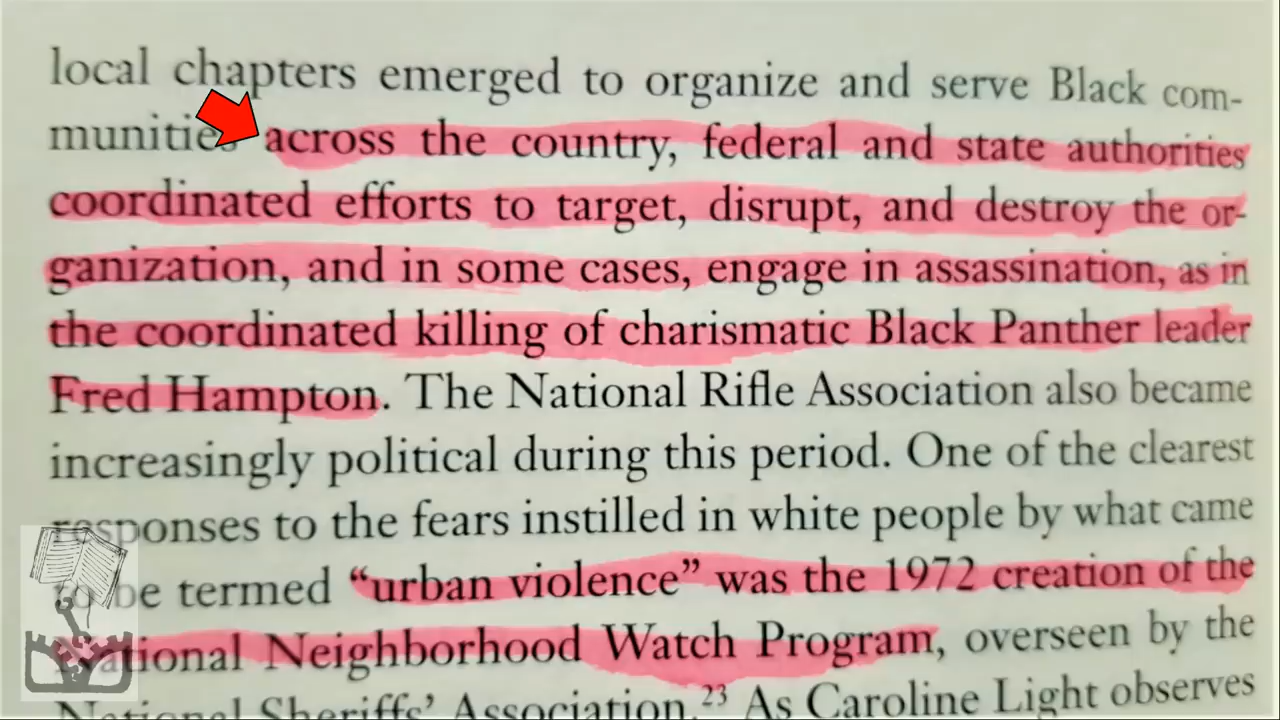 local chapters emerged to organize and serve Black com-
munities across the country, federal and state authorities
coordinated efforts to target, disrupt, and destroy the or-
ganization, and in some cases, engage in assassination, as in
the coordinated killing of charismatic Black Panther leader
Fred Hampton. The National Rifle Association also became
increasingly political during this period. One of the clearest
responses to the fears instilled in white people by what came
to be termed “urban violence” was the 1972 creation of the
National Neighborhood Watch Program, overseen by the
National Sheriffs’ Association.23 As Caroline Light observes